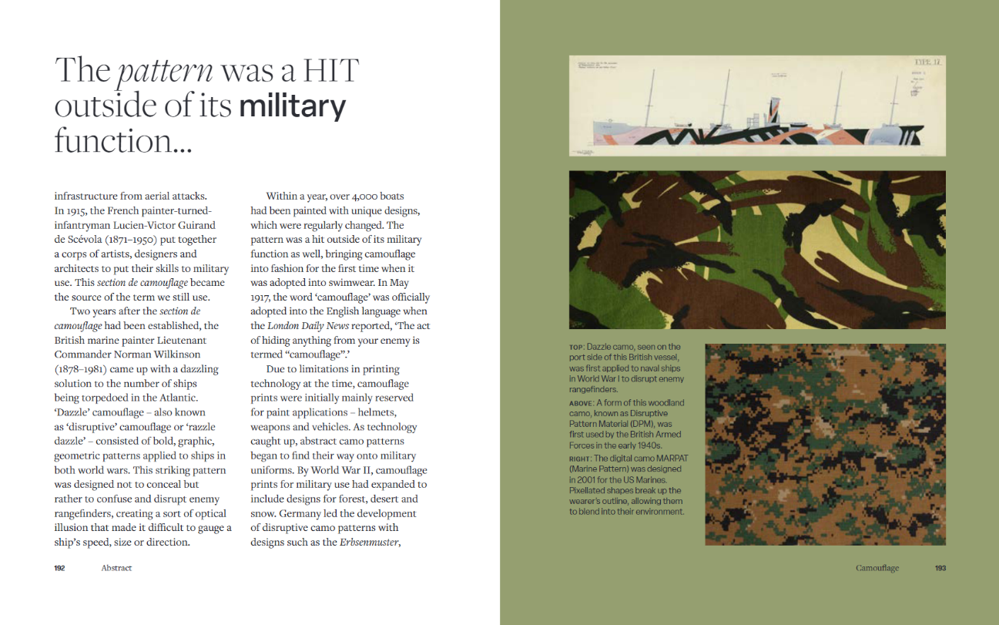 The pattern was a HIT
outside of its military
function...
infrastructure from aerial attacks.
In 1915, the French painter-turned-
infantryman Lucien-Victor Guirand
de Scévola (1871–1950) put together
a corps of artists, designers and
architects to put their skills to military
use. This section de camouflage became
the source of the term we still use.
Two years after the section de
camouflage had been established, the
British marine painter Lieutenant
Commander Norman Wilkinson
(1878–1981) came up with a dazzling
solution to the number of ships
being torpedoed in the Atlantic.
‘Dazzle’ camouflage – also known
as ‘disruptive’ camouflage or ‘razzle
dazzle’ – consisted of bold, graphic,
geometric patterns applied to ships in
both world wars. This striking pattern
was designed not to conceal but
rather to confuse and disrupt enemy
rangefinders, creating a sort of optical
illusion that made it difficult to gauge a
ship’s speed, size or direction.
Within a year, over 4,000 boats
had been painted with unique designs,
which were regularly changed. The
pattern was a hit outside of its military
function as well, bringing camouflage
into fashion for the first time when it
was adopted into swimwear. In May
1917, the word ‘camouflage’ was officially
adopted into the English language when
the London Daily News reported, ‘The act
of hiding anything from your enemy is
termed “camouflage”.’
Due to limitations in printing
technology at the time, camouflage
prints were initially mainly reserved
for paint applications – helmets,
weapons and vehicles. As technology
caught up, abstract camo patterns
began to find their way onto military
uniforms. By World War II, camouflage
prints for military use had expanded to
include designs for forest, desert and
snow. Germany led the development
of disruptive camo patterns with
designs such as the Erbsenmuster,
192 Abstract
TYPE 17
TOP: Dazzle camo, seen on the
port side of this British vessel,
was first applied to naval ships
in World War I to disrupt enemy
rangefinders.
ABOVE: A form of this woodland
camo, known as Disruptive
Pattern Material (DPM), was
first used by the British Armed
Forces in the early 1940s.
RIGHT: The digital camo MARPAT
(Marine Pattern) was designed
in 2001 for the US Marines.
Pixellated shapes break up the
wearer’s outline, allowing them
to blend into their environment.
Camouflage 193